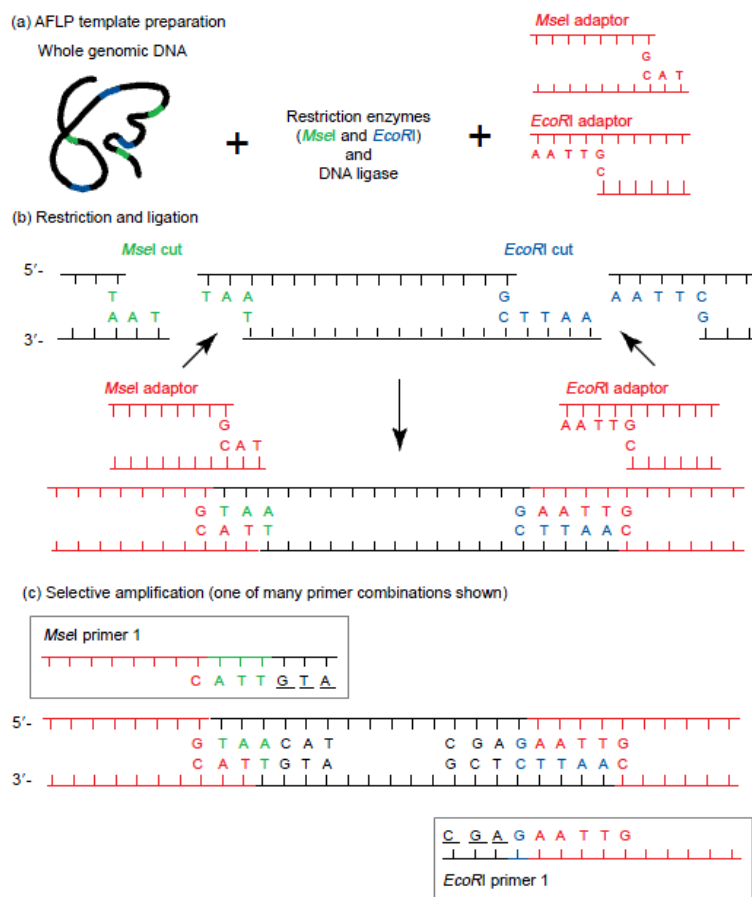 (a) AFLP template preparation
Whole genomic DNA
+
Restriction enzymes
(MseI and EcoRI)
and
DNA ligase
+
MseI adaptor
G
C A T
EcoRI adaptor
A A T T G
C
(b) Restriction and ligation
MseI cut
EcoRI cut
5′-
T
T A A
G
A A T T C
A A T
T
C T T A A
G
3′-
MseI adaptor
G
C A T
EcoRI adaptor
A A T T G
C
G T A A
G A A T T G
C A T T
C T T A A C
(c) Selective amplification (one of many primer combinations shown)
MseI primer 1
C A T T G T A
5′-
G T A A C A T
C G A G A A T T G
C A T T G T A
G C T C T T A A C
3′-
C G A G A A T T G
EcoRI primer 1